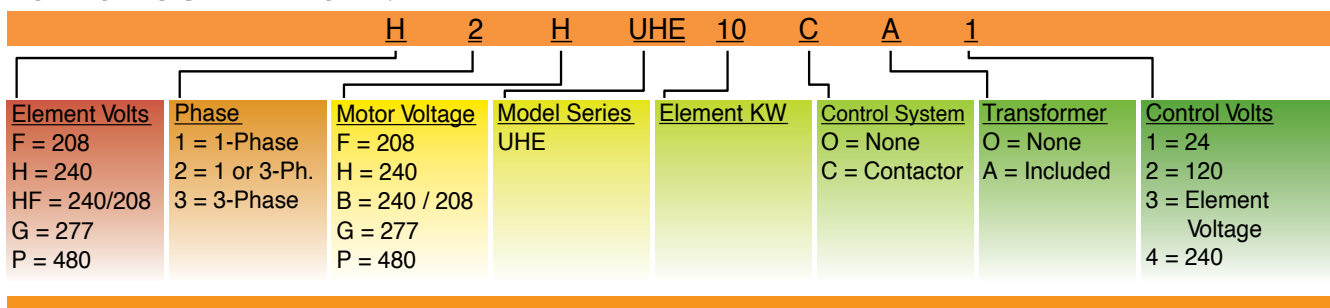 H 2 H UHE 10 C A 1
Element Volts
F = 208
H = 240
HF = 240/208
G = 277
P = 480
Phase
1 = 1-Phase
2 = 1 or 3-Ph.
3 = 3-Phase
Motor Voltage
F = 208
H = 240
B = 240 / 208
G = 277
P = 480
Model Series
UHE
Element KW
Control System
O = None
C = Contactor
Transformer
O = None
A = Included
Control Volts
1 = 24
2 = 120
3 = Element
Voltage
4 = 240